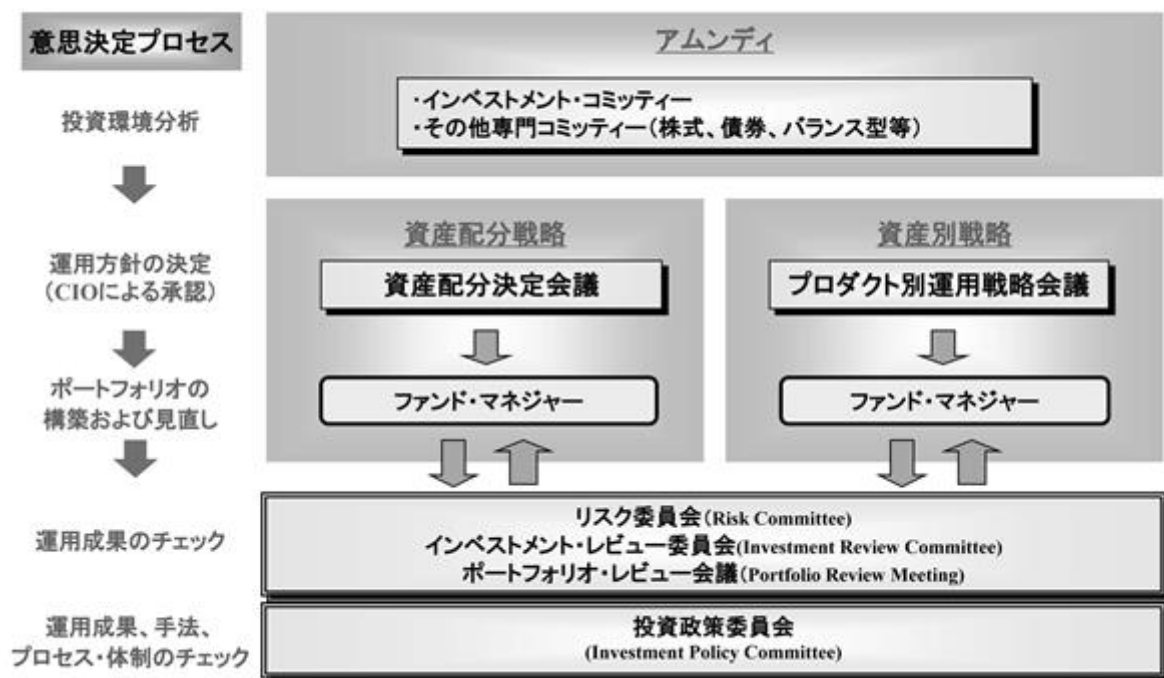 意思決定プロセス
アムンディ
投資環境分析
・インベストメント・コミッティー
・その他専門コミッティー（株式、債券、バランス型等）
運用方針の決定
（CIOによる承認）
資産配分戦略
資産配分決定会議
資産別戦略
プロダクト別運用戦略会議
ポートフォリオの
構築および見直し
ファンド・マネジャー
ファンド・マネジャー
運用成果のチェック
リスク委員会（Risk Committee）
インベストメント・レビュー委員会(Investment Review Committee)
ポートフォリオ・レビュー会議（Portfolio Review Meeting)
運用成果、手法、
プロセス・体制のチェック
投資政策委員会
(Investment Policy Committee)